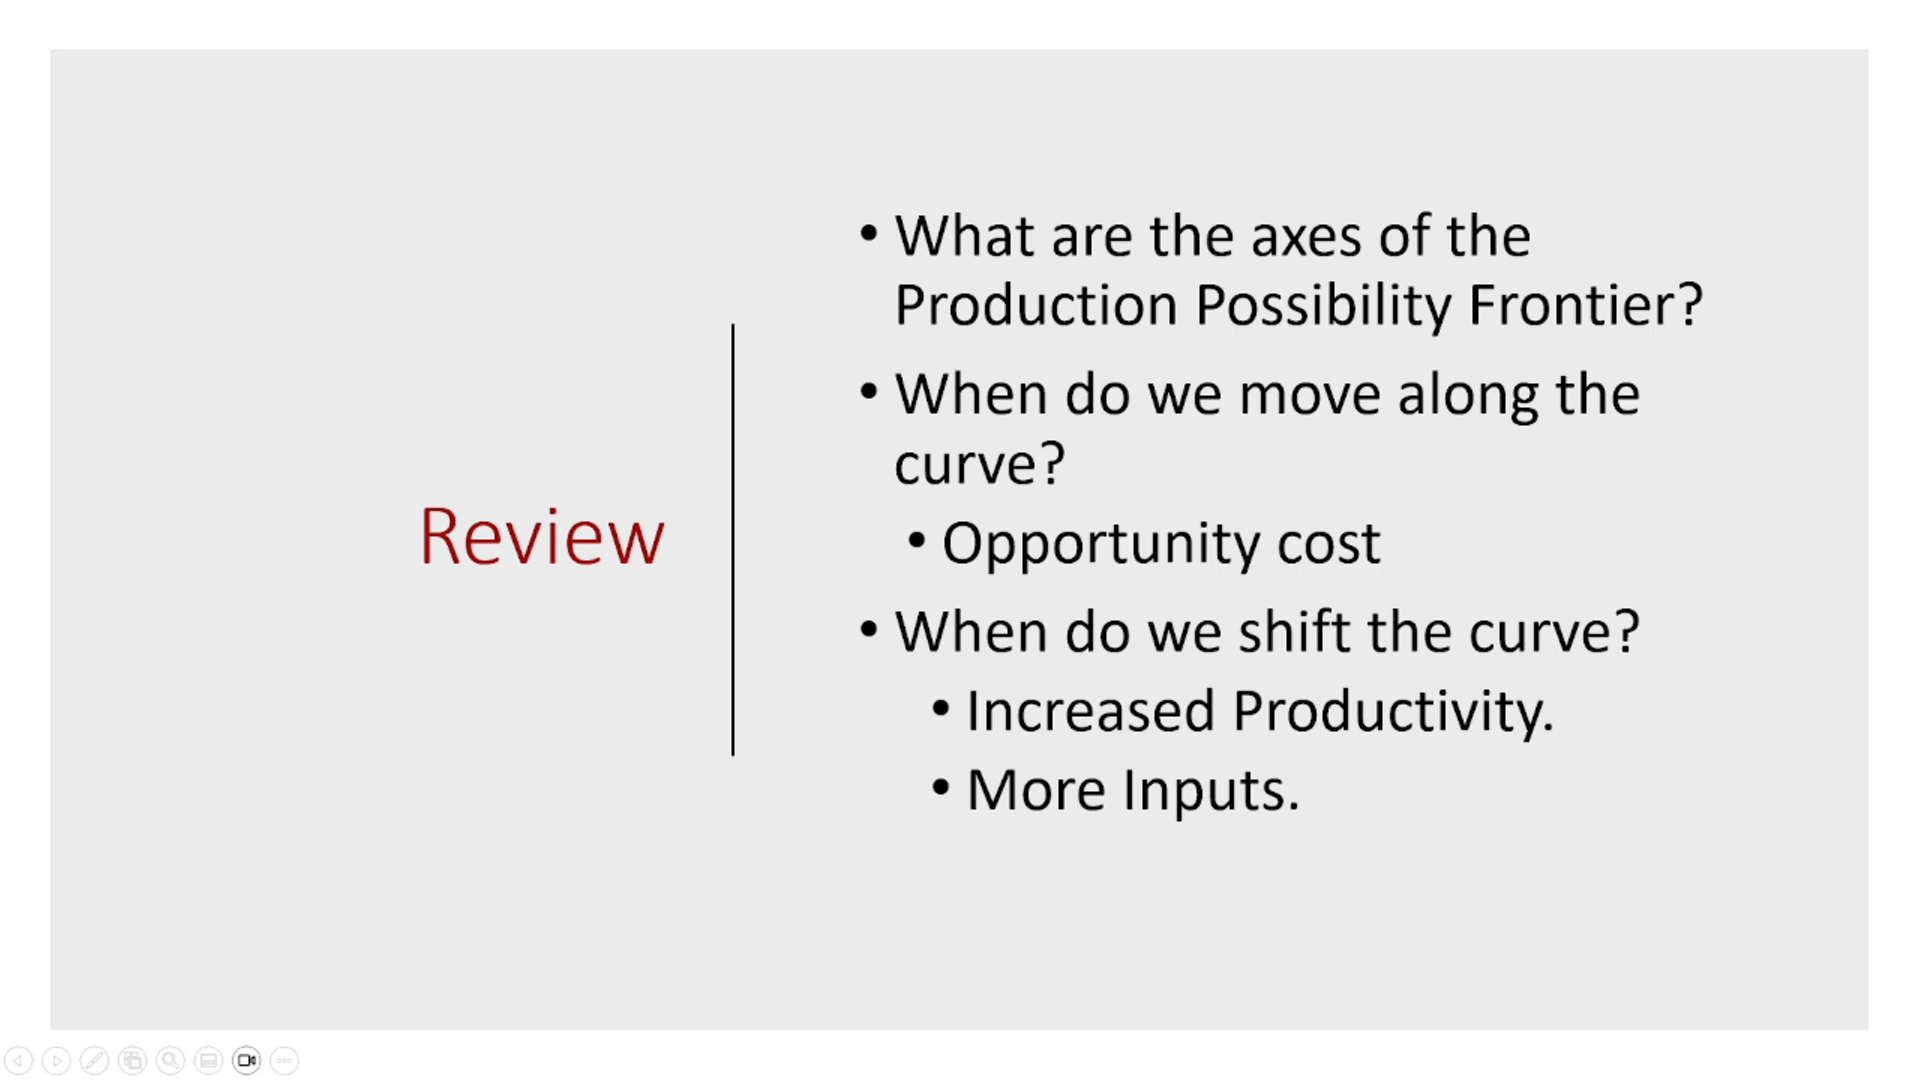 Review
• What are the axes of the
Production Possibility Frontier?
• When do we move along the
curve?
• Opportunity cost
• When do we shift the curve?
• Increased Productivity.
• More Inputs.